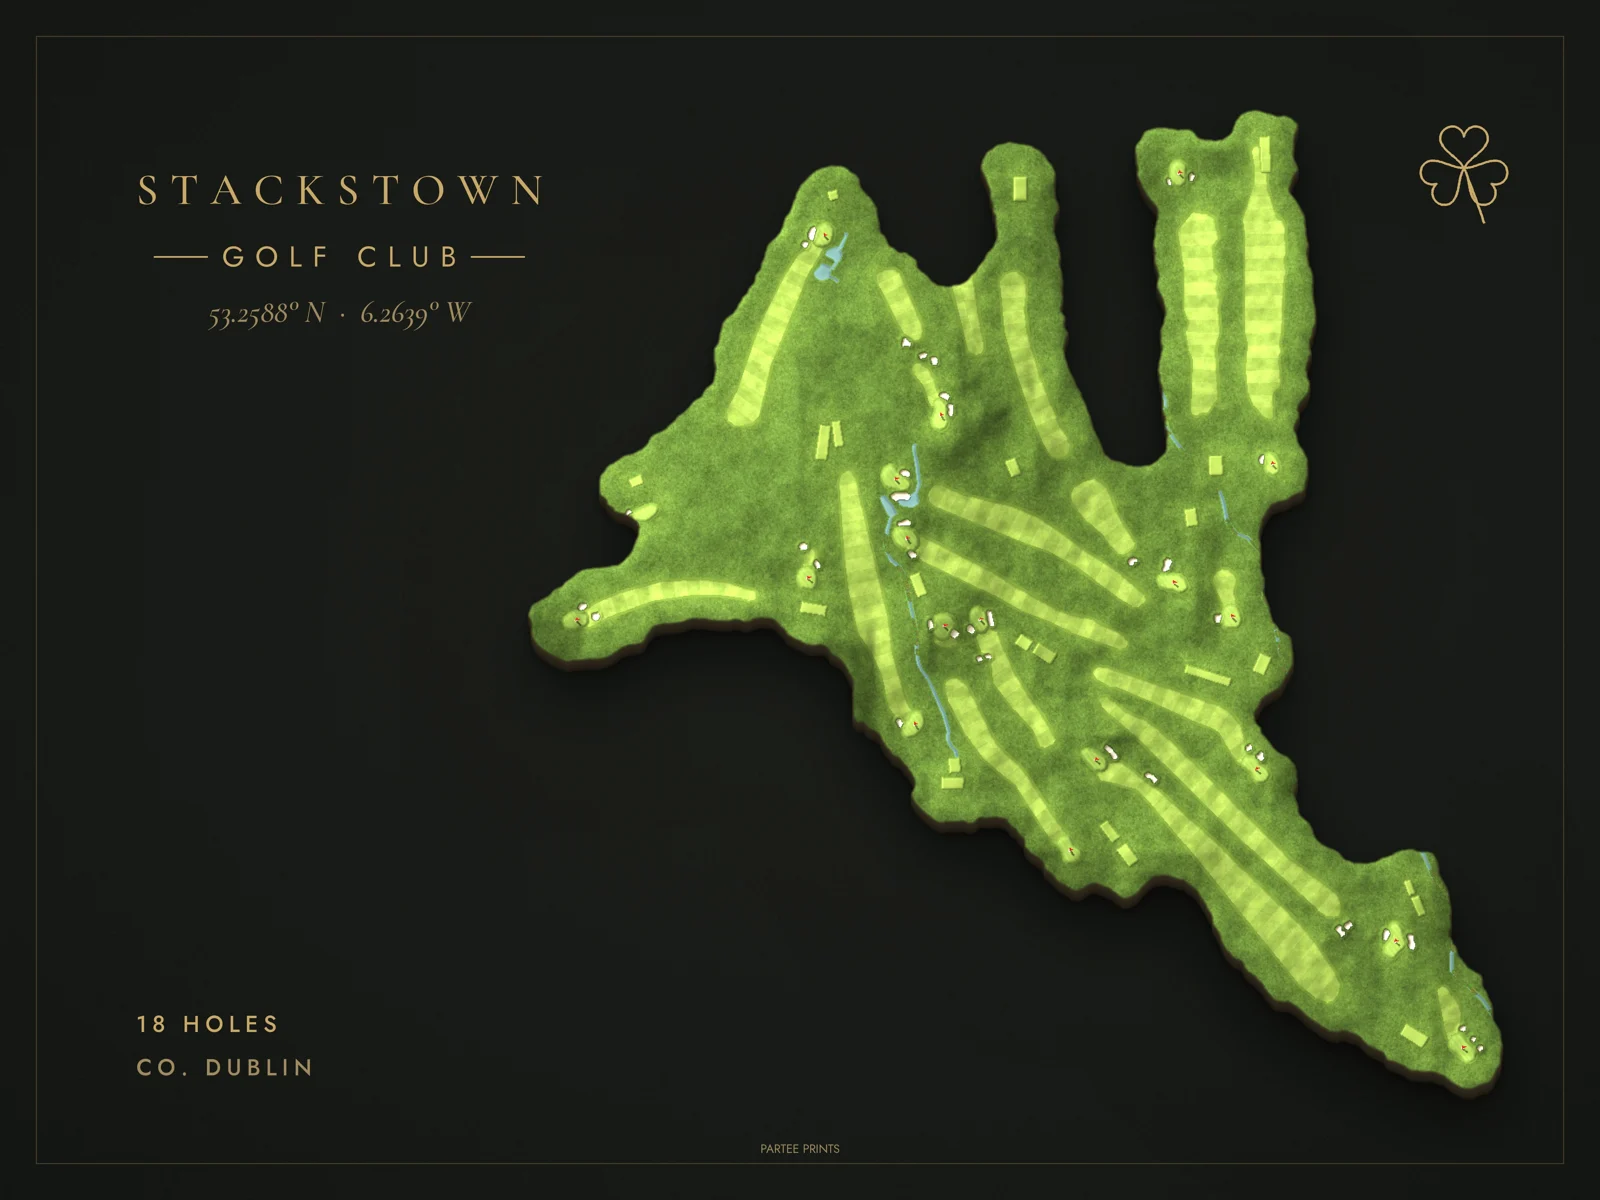 STACKSTOWN
GOLF CLUB
53.2588° N · 6.2639° W
18 HOLES
CO. DUBLIN
PARTEE PRINTS